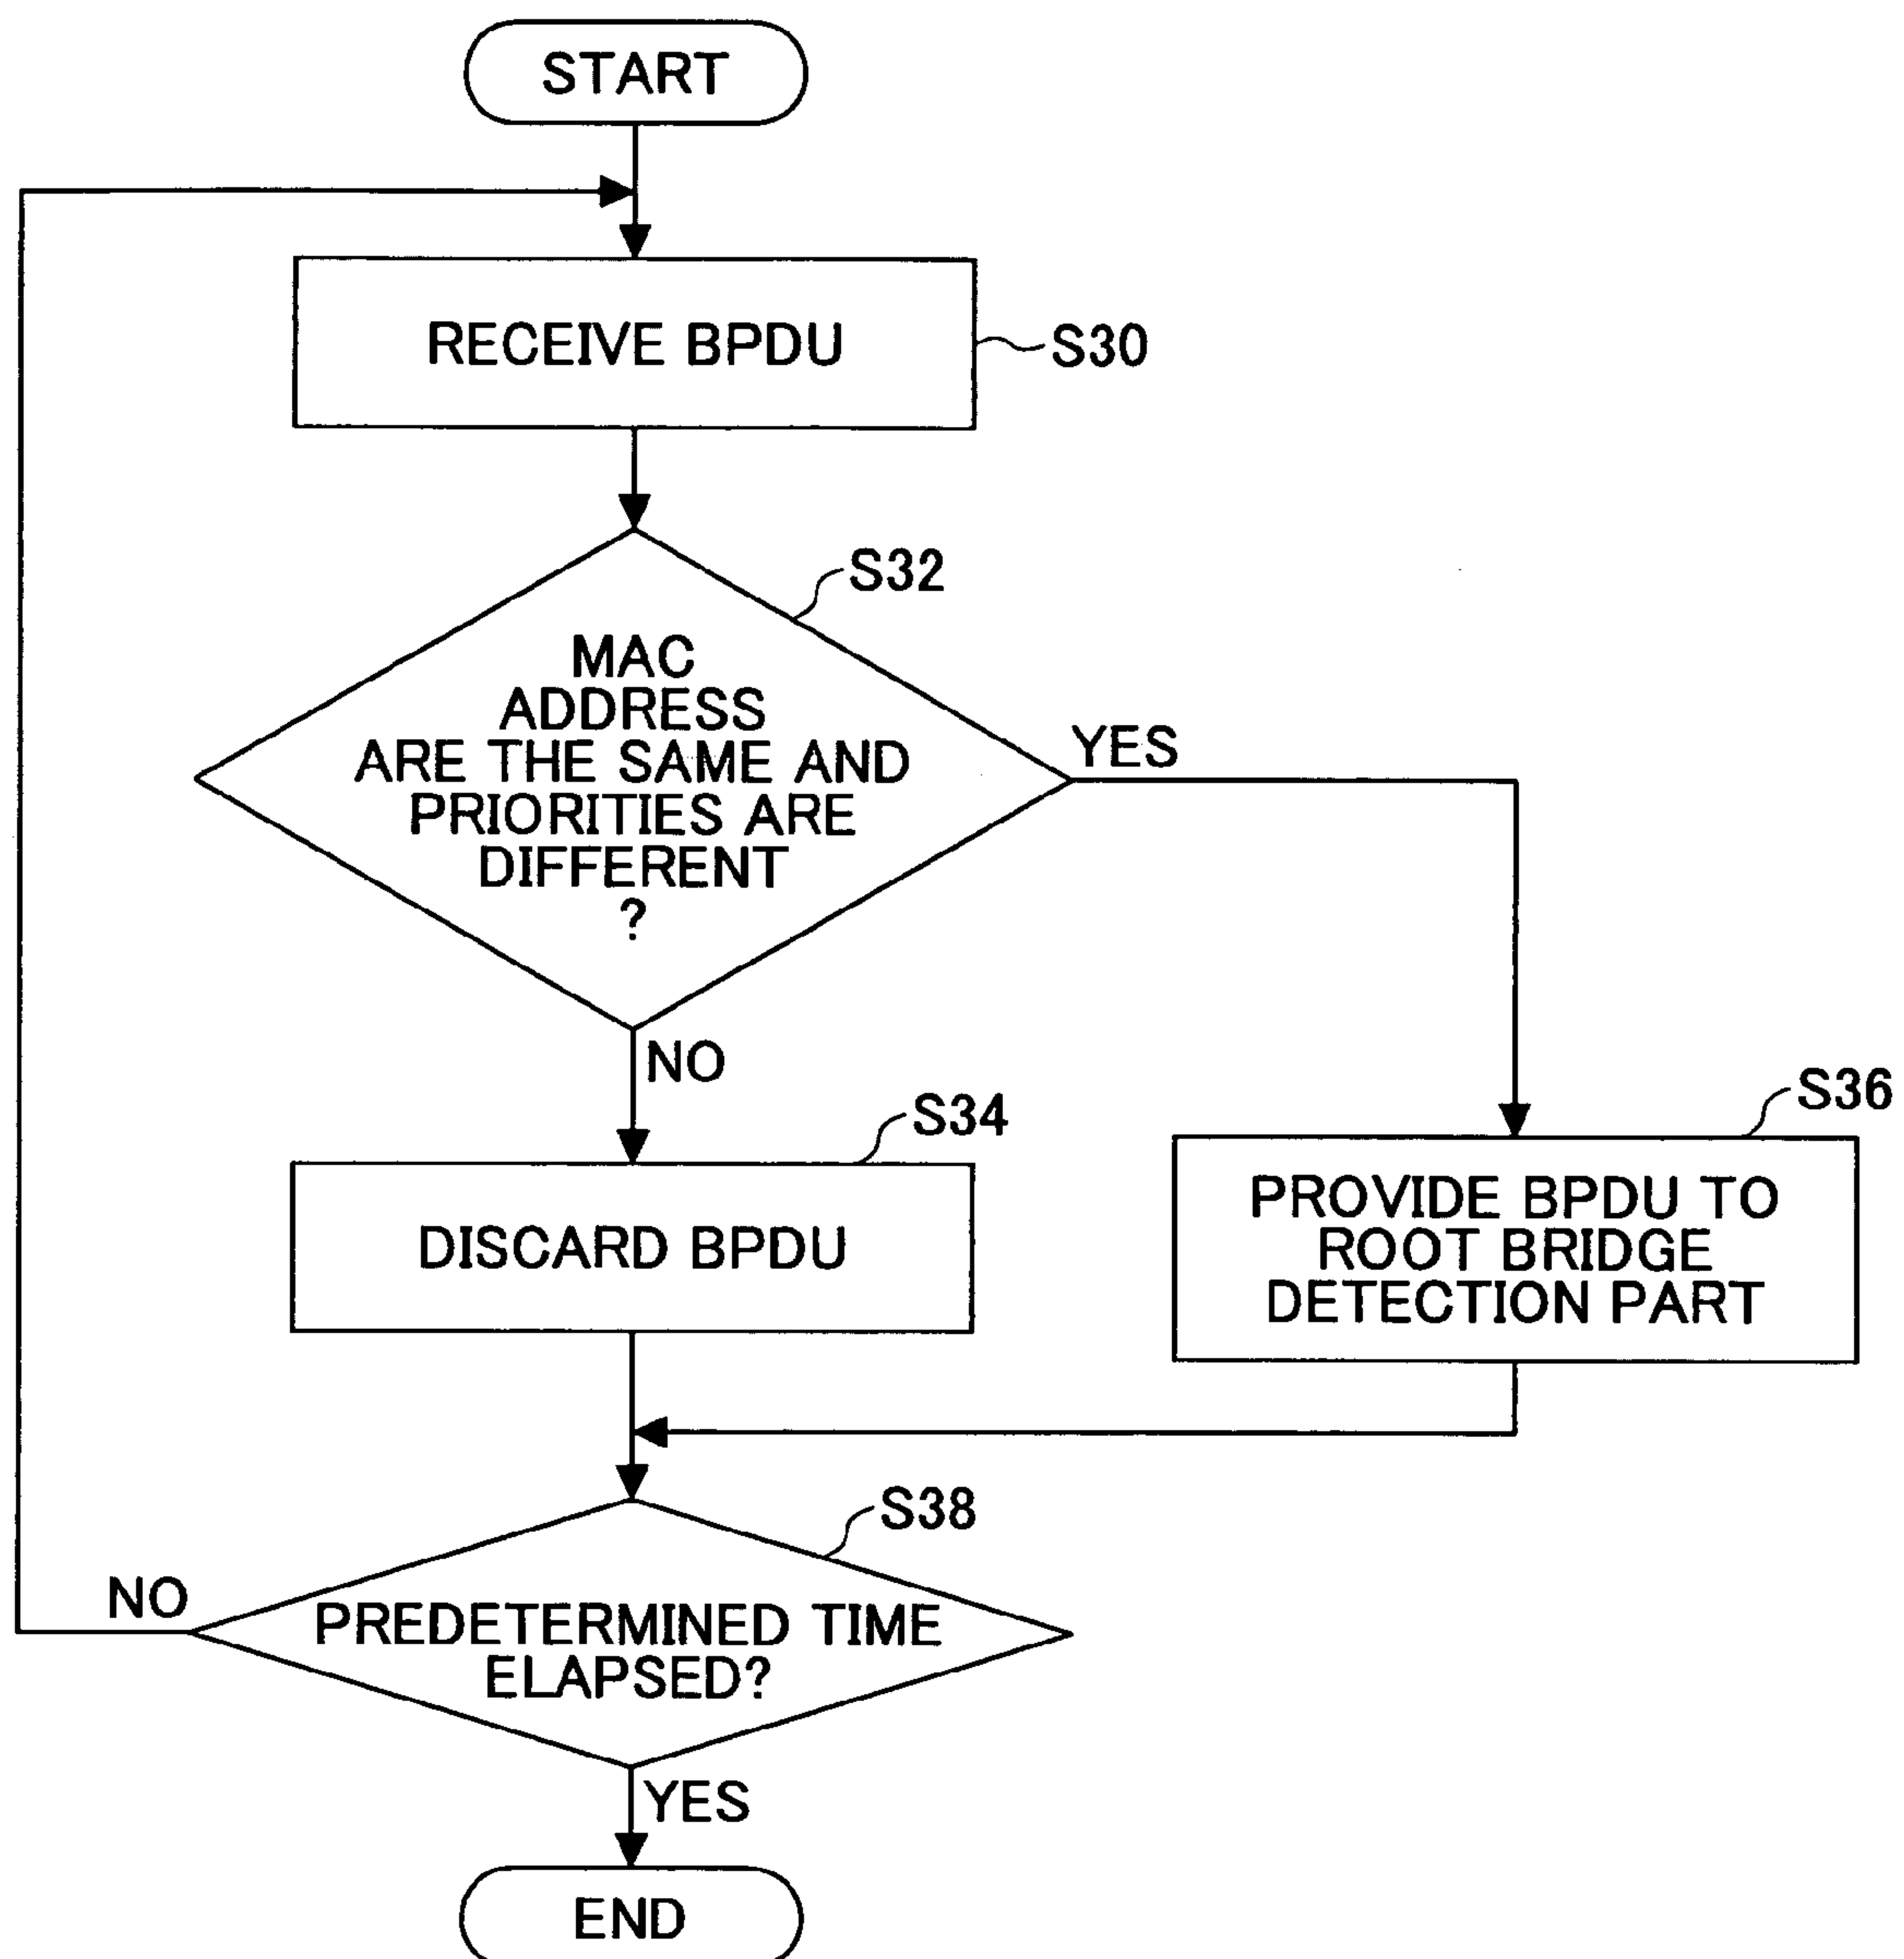 START
RECEIVE BPDU
S30
S32
MAC
ADDRESS
ARE THE SAME AND
PRIORITIES ARE
DIFFERENT
?
YES
NO
S34
DISCARD BPDU
S36
PROVIDE BPDU TO
ROOT BRIDGE
DETECTION PART
S38
NO
PREDETERMINED TIME
ELAPSED?
YES
END